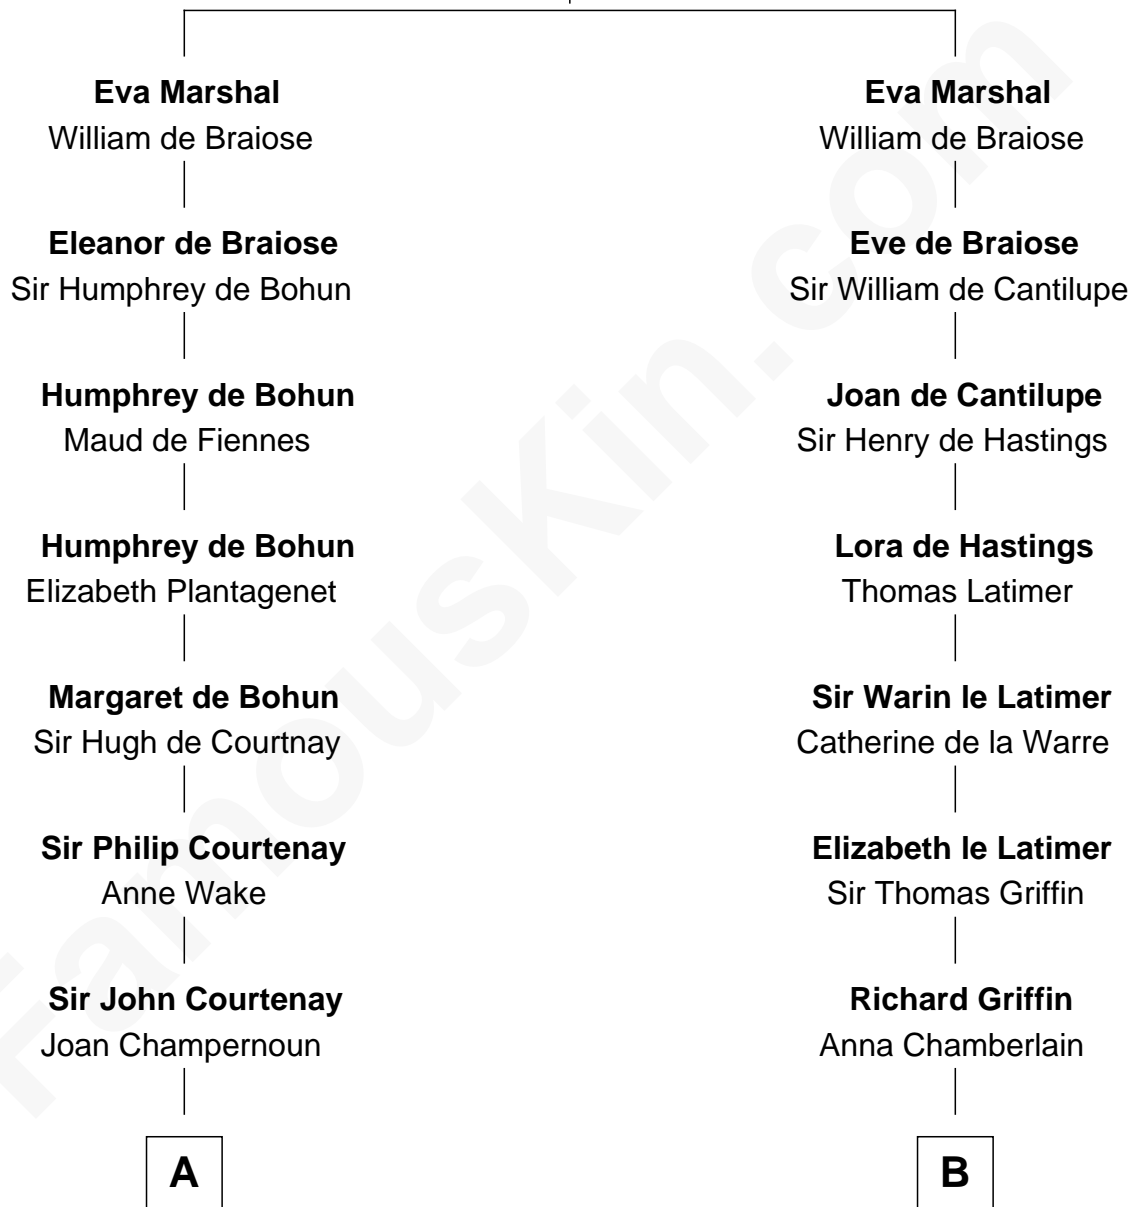 Eva Marshal
William de Braiose
Eleanor de Braiose
Sir Humphrey de Bohun
Humphrey de Bohun
Maud de Fiennes
Humphrey de Bohun
Elizabeth Plantagenet
Margaret de Bohun
Sir Hugh de Courtnay
Sir Philip Courtenay
Anne Wake
Sir John Courtenay
Joan Champernoun
A
Eva Marshal
William de Braiose
Eve de Braiose
Sir William de Cantilupe
Joan de Cantilupe
Sir Henry de Hastings
Lora de Hastings
Thomas Latimer
Sir Warin le Latimer
Catherine de la Warre
Elizabeth le Latimer
Sir Thomas Griffin
Richard Griffin
Anna Chamberlain
B
FamousKin.com